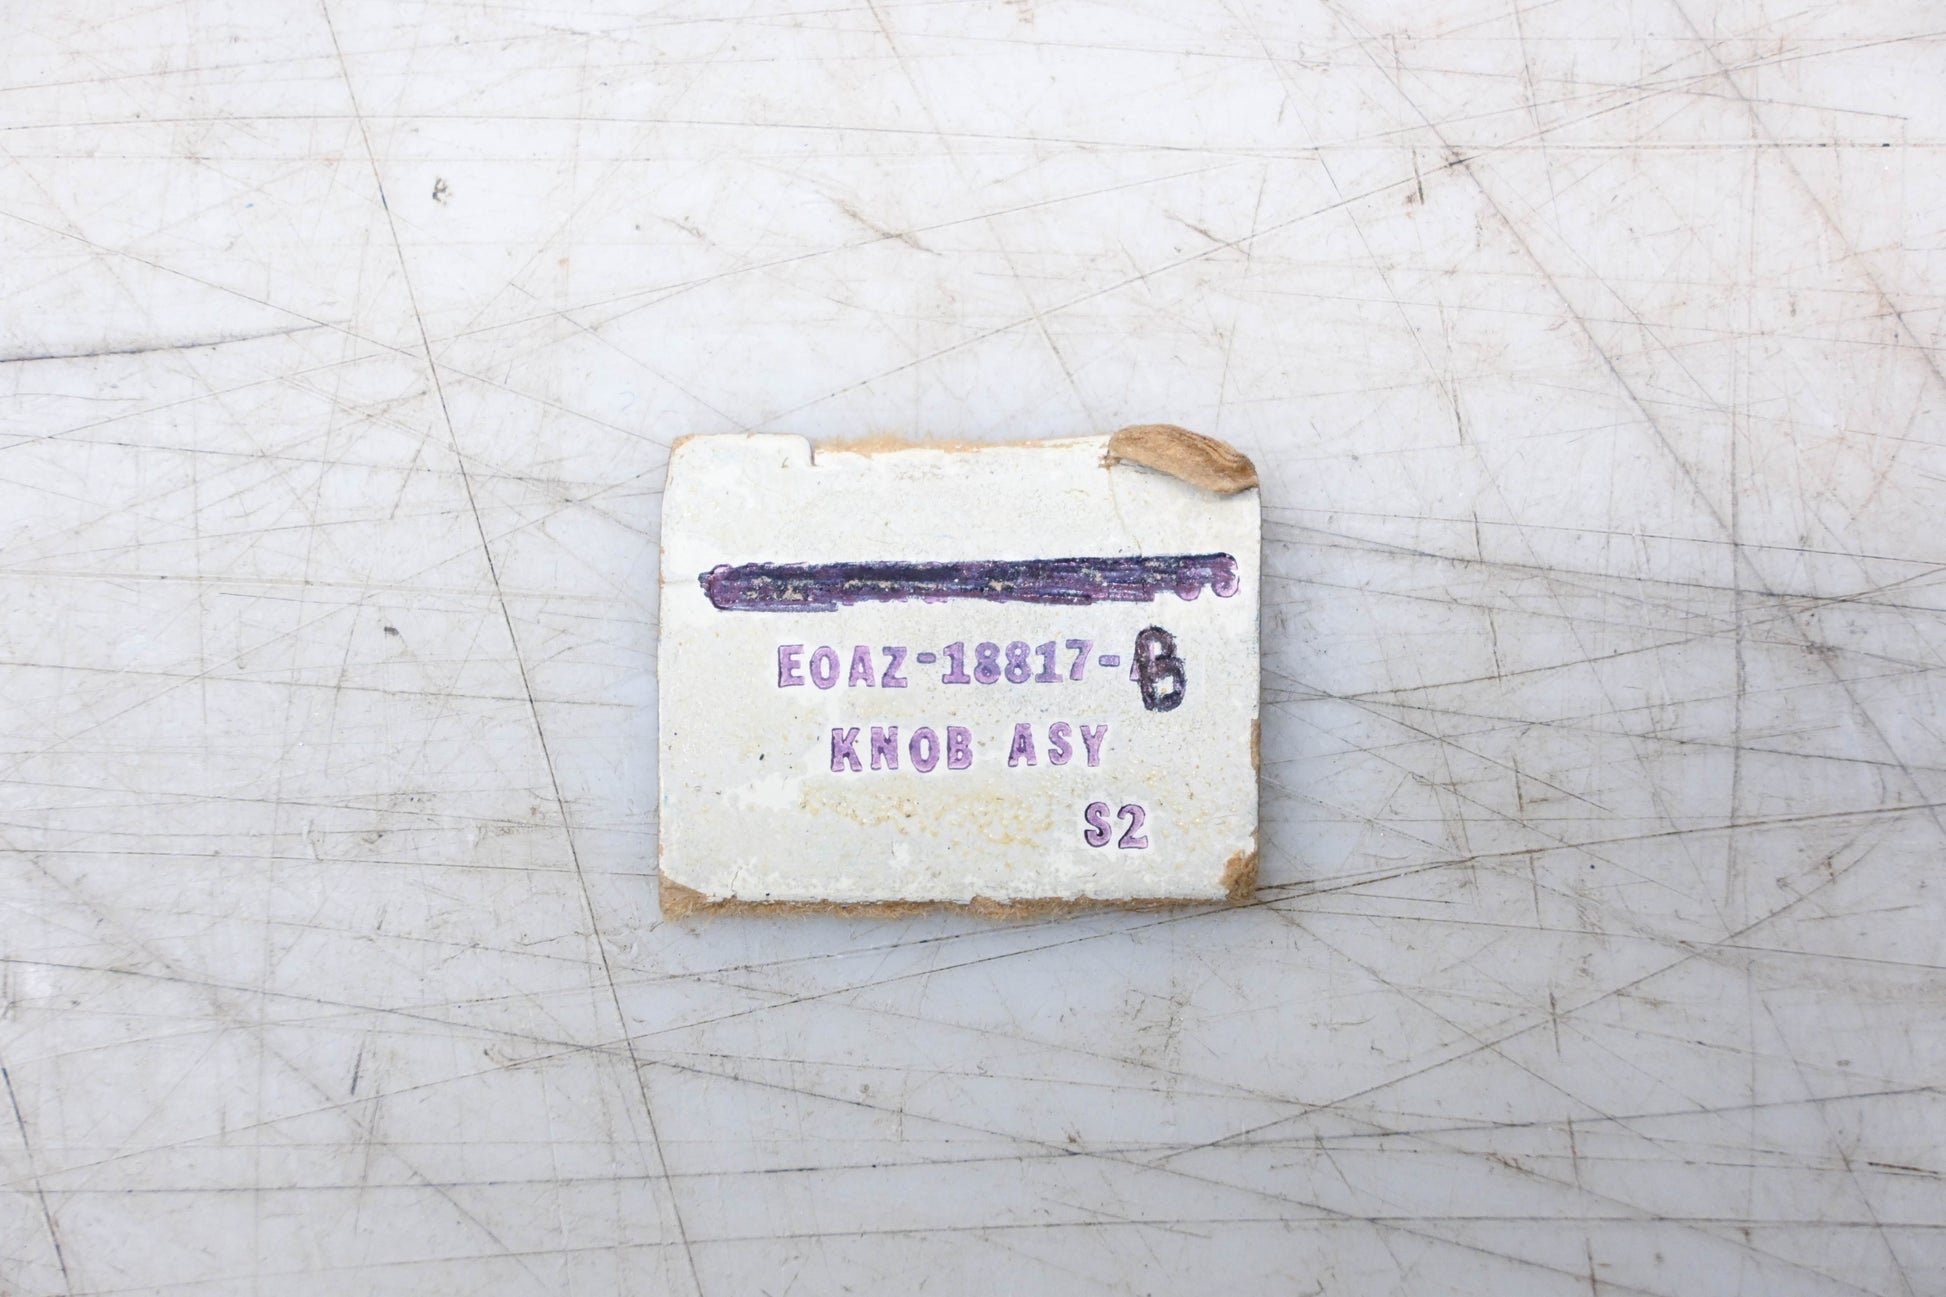 EOAZ-18817-B
KNOB ASY
S2